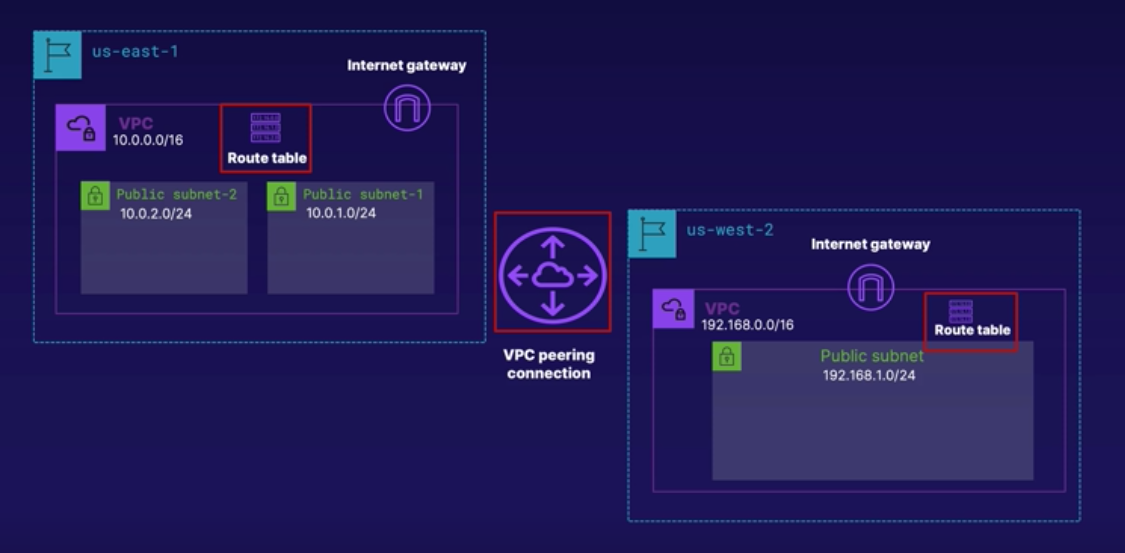 us-east-1
Internet gateway
VPC
10.0.0.0/16
Route table
Public subnet-2
10.0.2.0/24
Public subnet-1
10.0.1.0/24
VPC peering
connection
us-west-2
Internet gateway
VPC
192.168.0.0/16
Route table
Public subnet
192.168.1.0/24